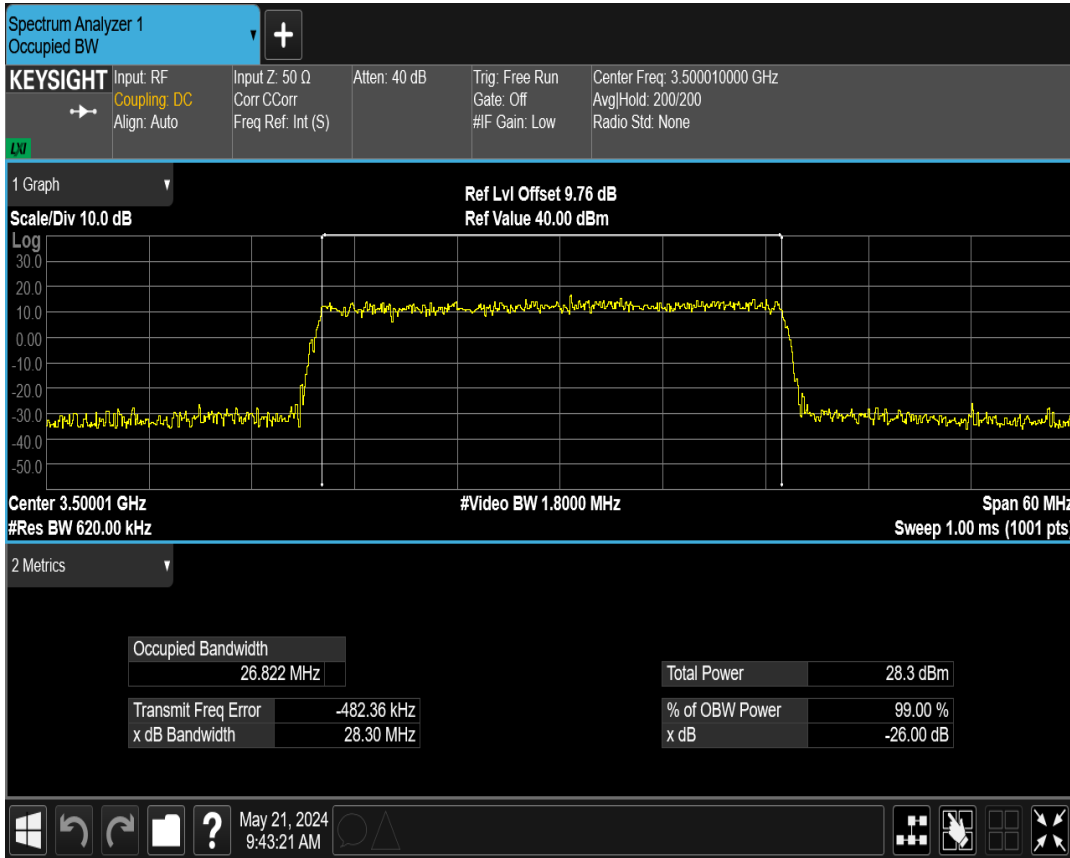 Spectrum Analyzer 1
Occupied BW
+
KEYSIGHT
LXI
Input: RF
Coupling: DC
Align: Auto
Input Z: 50 Ω
Corr CCorr
Freq Ref: Int (S)
Atten: 40 dB
Trig: Free Run
Gate: Off
#IF Gain: Low
Center Freq: 3.500010000 GHz
Avg|Hold: 200/200
Radio Std: None
1 Graph
Scale/Div 10.0 dB
Ref Lvl Offset 9.76 dB
Ref Value 40.00 dBm
Log
30.0
20.0
10.0
0.00
-10.0
-20.0
-30.0
-40.0
-50.0
Center 3.50001 GHz
#Video BW 1.8000 MHz
Span 60 MHz
#Res BW 620.00 kHz
Sweep 1.00 ms (1001 pts)
2 Metrics
Occupied Bandwidth
26.822 MHz
Transmit Freq Error -482.36 kHz
x dB Bandwidth 28.30 MHz
Total Power 28.3 dBm
% of OBW Power 99.00 %
x dB -26.00 dB
?
May 21, 2024
9:43:21 AM